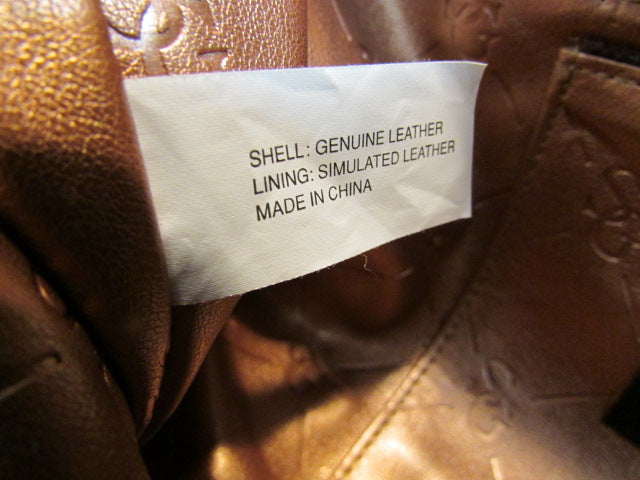 SHELL: GENUINE LEATHER
LINING: SIMULATED LEATHER
MADE IN CHINA